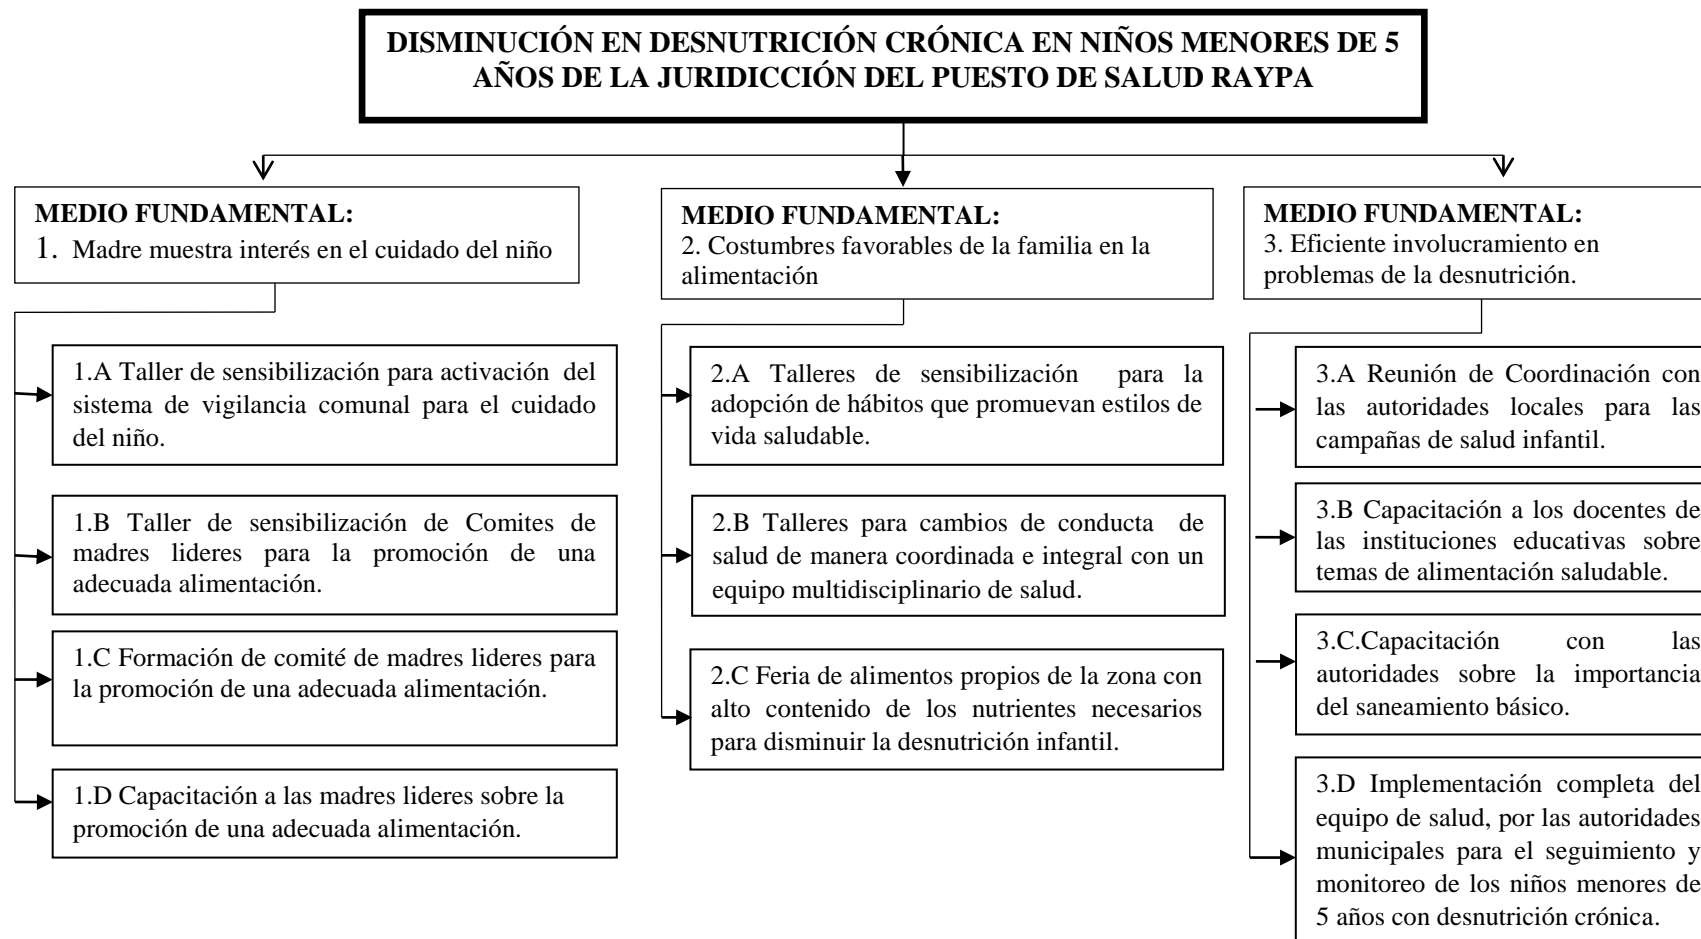 DISMINUCIÓN EN DESNUTRICIÓN CRÓNICA EN NIÑOS MENORES DE 5
AÑOS DE LA JURIDICCIÓN DEL PUESTO DE SALUD RAYPA
MEDIO FUNDAMENTAL:
1. Madre muestra interés en el cuidado del niño
1.A Taller de sensibilización para activación del
sistema de vigilancia comunal para el cuidado
del niño.
1.B Taller de sensibilización de Comites de
madres lideres para la promoción de una
adecuada alimentación.
1.C Formación de comité de madres lideres para
la promoción de una adecuada alimentación.
1.D Capacitación a las madres lideres sobre la
promoción de una adecuada alimentación.
MEDIO FUNDAMENTAL:
2. Costumbres favorables de la familia en la
alimentación
2.A Talleres de sensibilización para la
adopción de hábitos que promuevan estilos de
vida saludable.
2.B Talleres para cambios de conducta de
salud de manera coordinada e integral con un
equipo multidisciplinario de salud.
2.C Feria de alimentos propios de la zona con
alto contenido de los nutrientes necesarios
para disminuir la desnutrición infantil.
MEDIO FUNDAMENTAL:
3. Eficiente involucramiento en
problemas de la desnutrición.
3.A Reunión de Coordinación con
las autoridades locales para las
campañas de salud infantil.
3.B Capacitación a los docentes de
las instituciones educativas sobre
temas de alimentación saludable.
3.C.Capacitación con las
autoridades sobre la importancia
del saneamiento básico.
3.D Implementación completa del
equipo de salud, por las autoridades
municipales para el seguimiento y
monitoreo de los niños menores de
5 años con desnutrición crónica.